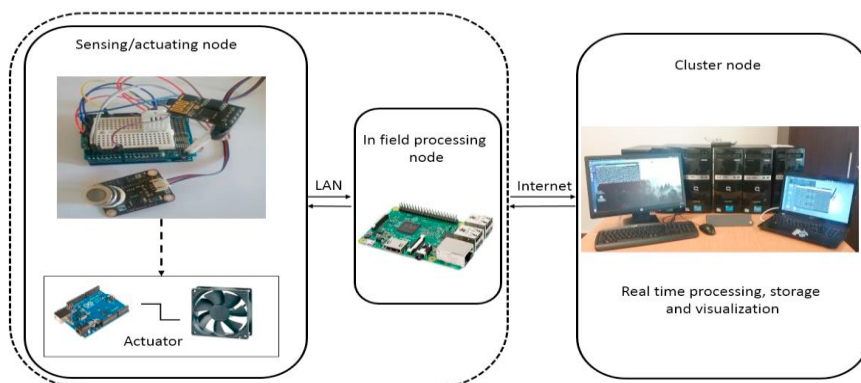 Sensing/actuating node
Actuator
LAN
In field processing
node
Internet
Cluster node
Real time processing, storage
and visualization